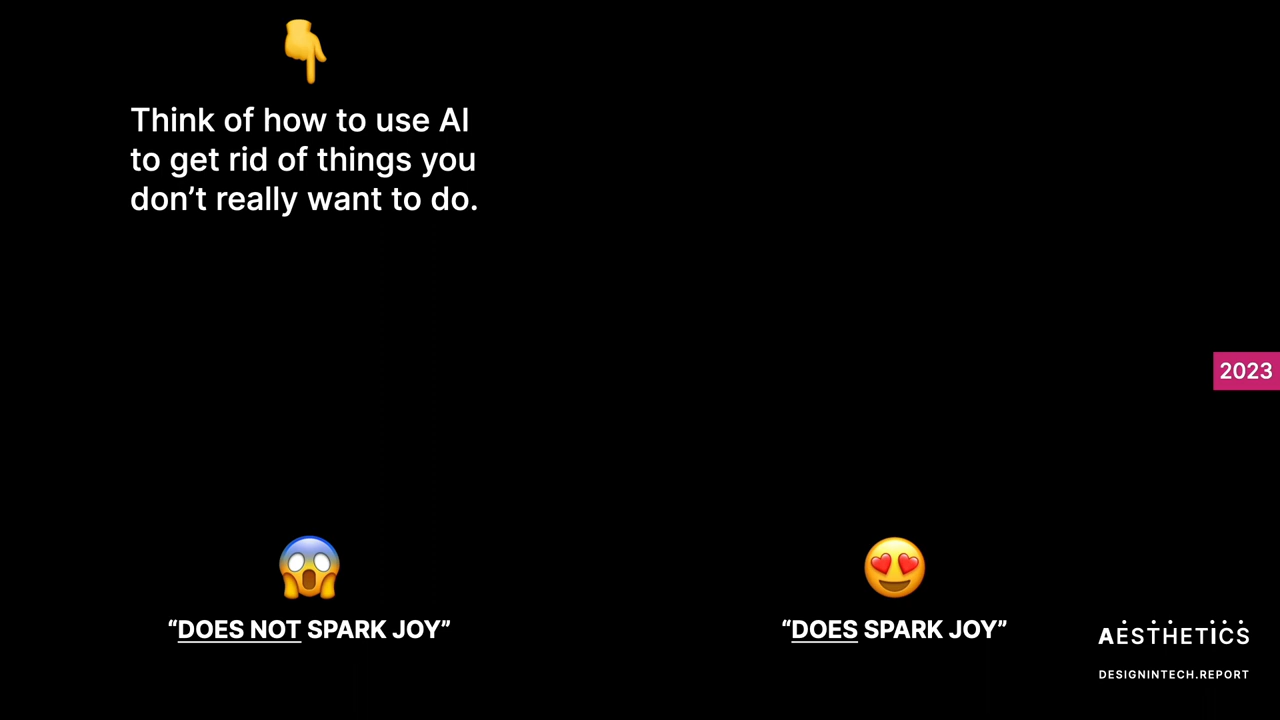 Think of how to use AI
to get rid of things you
don’t really want to do.
2023
“DOES NOT SPARK JOY”
“DOES SPARK JOY”
AESTHETICS
DESIGNINTECH.REPORT